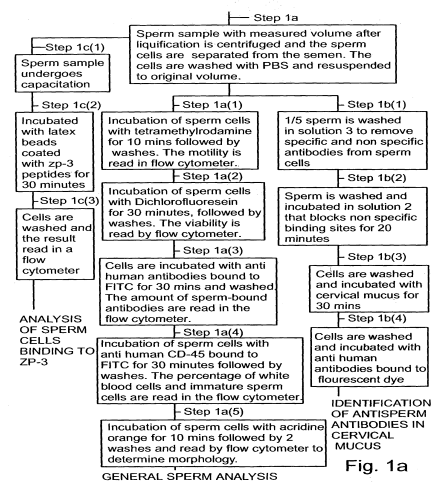 Step 1a
Sperm sample with measured volume after
liquification is centrifuged and the sperm
cells are separated from the semen. The
cells are washed with PBS and resuspended
to original volume.
Step 1c(1)
Sperm sample
undergoes
capacitation
Step 1c(2)
Incubated
with latex
beads
coated
with zp-3
peptides for
30 minutes
Step 1c(3)
Cells are
washed and
the result
read in a
flow
cytometer
ANALYSIS
OF SPERM
CELLS
BINDING TO
ZP-3
Step 1a(1)
Incubation of sperm cells
with tetramethylrodamine
for 10 mins followed by
washes. The motility is
read in flow cytometer.
Step 1a(2)
Incubation of sperm cells
with Dichlofluoresein
for 30 minutes, followed by
washes. The viability is
read by flow cytometer.
Step 1a(3)
Cells are incubated with anti
human antibodies bound to
FITC for 30 mins and washed.
The amount of sperm-bound
antibodies are read in the
flow cytometer.
Step 1a(4)
Incubation of sperm cells with
anti human CD-45 bound to
FITC for 30 minutes followed by
washes. The percentage of white
blood cells and immature sperm
cells are read in the flow cytometer.
Step 1a(5)
Incubation of sperm cells with acridine
orange for 10 mins followed by 2
washes and read by flow cytometer to
determine morphology.
GENERAL SPERM ANALYSIS
Step 1b(1)
1/5 sperm is washed
in solution 3 to remove
specific and non specific
antibodies from sperm
cells
Step 1b(2)
Sperm is washed and
incubated in solution 2
that blocks non specific
binding sites for 20
minutes
Step 1b(3)
Cells are washed
and incubated with
cervical mucus for
30 mins
Step 1b(4)
Cells are washed
and incubated with
anti human
antibodies bound to
flourescent dye
IDENTIFICATION
OF ANTISPERM
ANTIBODIES IN
CERVICAL
MUCUS
Fig. 1a